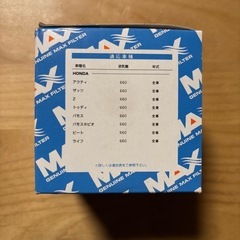 適応車種
車種名 排気量 年式
HONDA
アクティ 660 全車
ザッツ 660 全車
Z 660 全車
トゥディ 660 全車
バモス 660 全車
バモスホビオ 660 全車
ビート 660 全車
ライフ 660 全車
MAX
GENUINE MAX FILTER